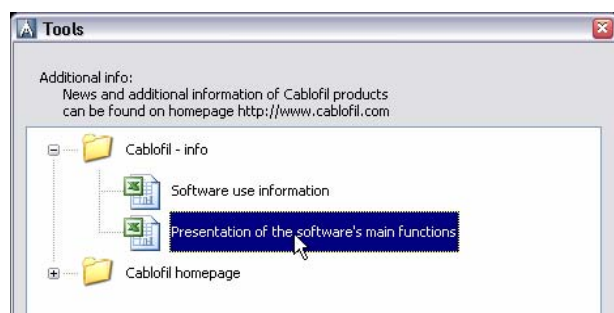 Tools
Additional info:
News and additional information of Cablofil products
can be found on homepage http://www.cablofil.com
Cablofil - info
Software use information
Presentation of the software's main functions
Cablofil homepage